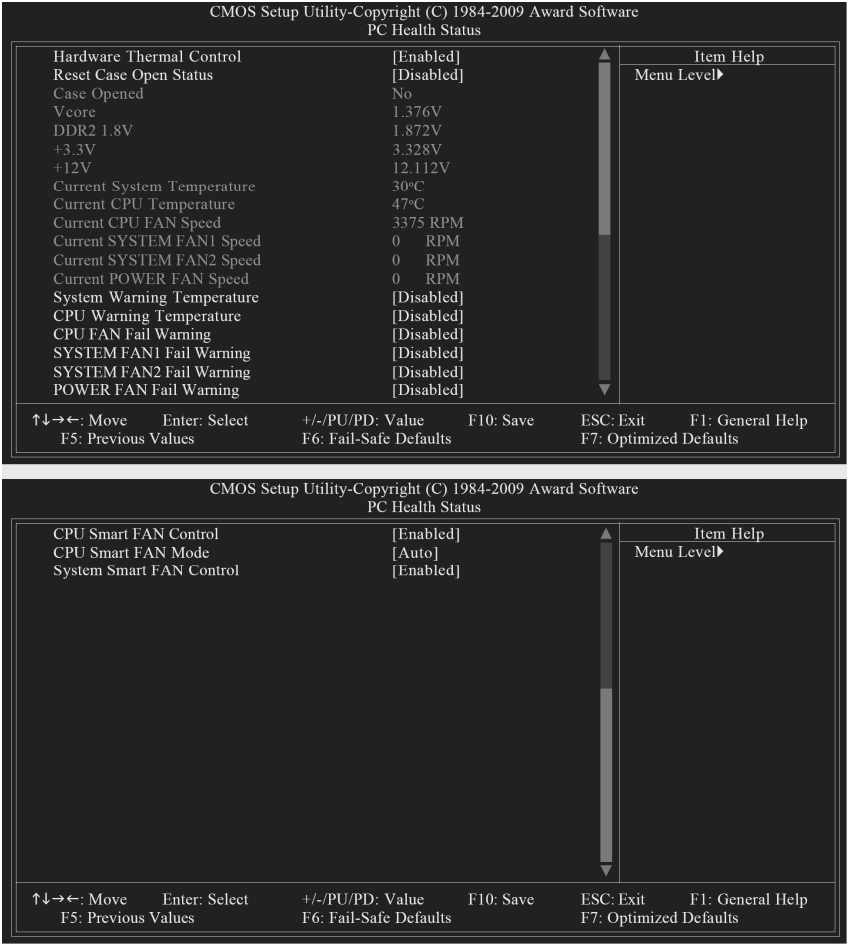 CMOS Setup Utility-Copyright (C) 1984-2009 Award Software
PC Health Status
Hardware Thermal Control [Enabled]
Reset Case Open Status [Disabled]
Case Opened No
Vcore 1.376V
DDR2 1.8V 1.872V
+3.3V 3.328V
+12V 12.112V
Current System Temperature 30°C
Current CPU Temperature 47°C
Current CPU FAN Speed 3375 RPM
Current SYSTEM FAN1 Speed 0 RPM
Current SYSTEM FAN2 Speed 0 RPM
Current POWER FAN Speed 0 RPM
System Warning Temperature [Disabled]
CPU Warning Temperature [Disabled]
CPU FAN Fail Warning [Disabled]
SYSTEM FAN1 Fail Warning [Disabled]
SYSTEM FAN2 Fail Warning [Disabled]
POWER FAN Fail Warning [Disabled]
Item Help
Menu Level▶
↑↓→←: Move Enter: Select +/-/PU/PD: Value F10: Save ESC: Exit F1: General Help
F5: Previous Values F6: Fail-Safe Defaults F7: Optimized Defaults
CMOS Setup Utility-Copyright (C) 1984-2009 Award Software
PC Health Status
CPU Smart FAN Control [Enabled]
CPU Smart FAN Mode [Auto]
System Smart FAN Control [Enabled]
Item Help
Menu Level▶
↑↓→←: Move Enter: Select +/-/PU/PD: Value F10: Save ESC: Exit F1: General Help
F5: Previous Values F6: Fail-Safe Defaults F7: Optimized Defaults